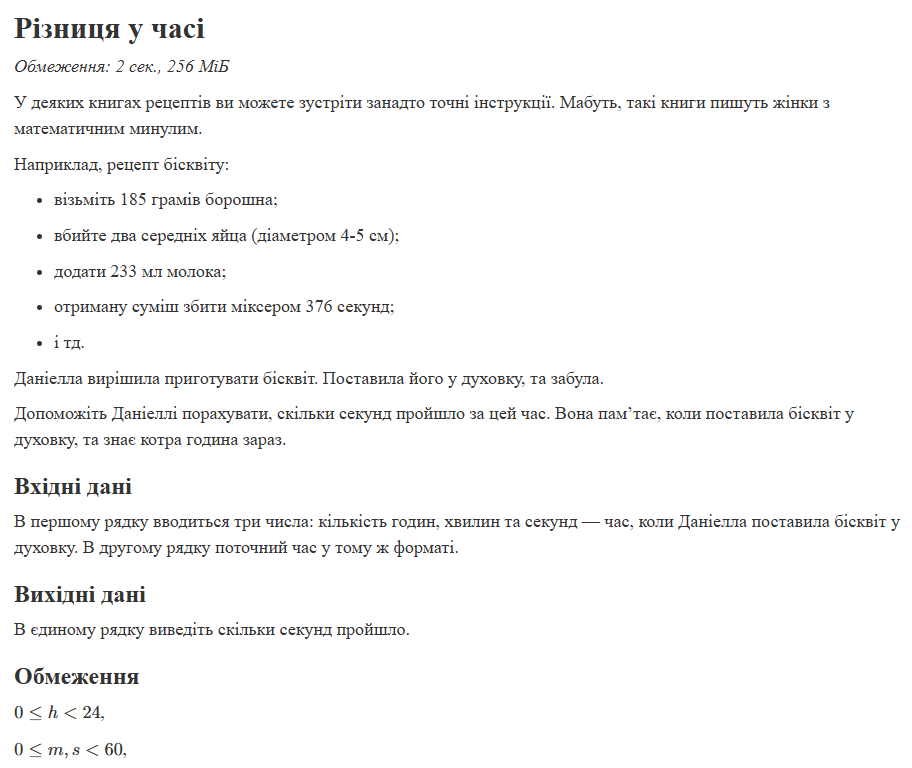 Різниця у часі
Обмеження: 2 сек., 256 МіБ
У деяких книгах рецептів ви можете зустріти занадто точні інструкції. Мабуть, такі книги пишуть жінки з
математичним минулим.
Наприклад, рецепт бісквіту:
• візьміть 185 грамів борошна;
• вбийте два середніх яйца (діаметром 4-5 см);
• додати 233 мл молока;
• отриману суміш збити міксером 376 секунд;
• і тд.
Даніелла вирішила приготувати бісквіт. Поставила його у духовку, та забула.
Допоможіть Даніеллі порахувати, скільки секунд пройшло за цей час. Вона пам’тає, коли поставила бісквіт у
духовку, та знає котра година зараз.
Вхідні дані
В першому рядку вводиться три числа: кількість годин, хвилин та секунд — час, коли Даніелла поставила бісквіт у
духовку. В другому рядку поточний час у тому ж форматі.
Вихідні дані
В єдиному рядку виведіть скільки секунд пройшло.
Обмеження
0 ≤ h < 24,
0 ≤ m, s < 60,